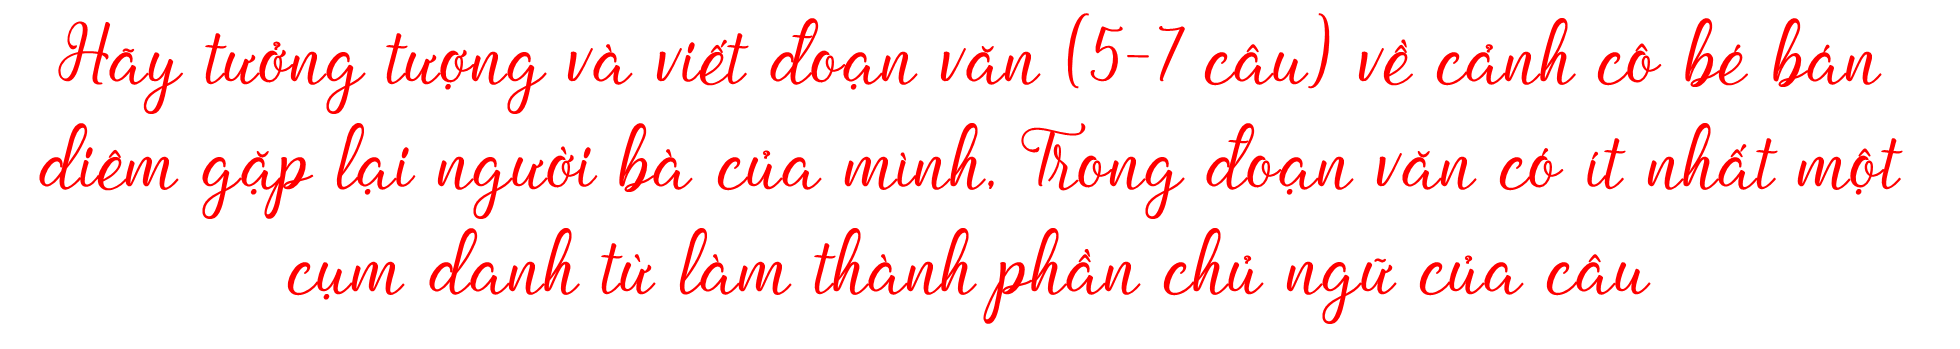 Hãy tưởng tượng và viết đoạn văn (5-7 câu) về cảnh cô bé bán
diêm gặp lại người bà của mình. Trong đoạn văn có ít nhất một
cụm danh từ làm thành phần chủ ngữ của câu